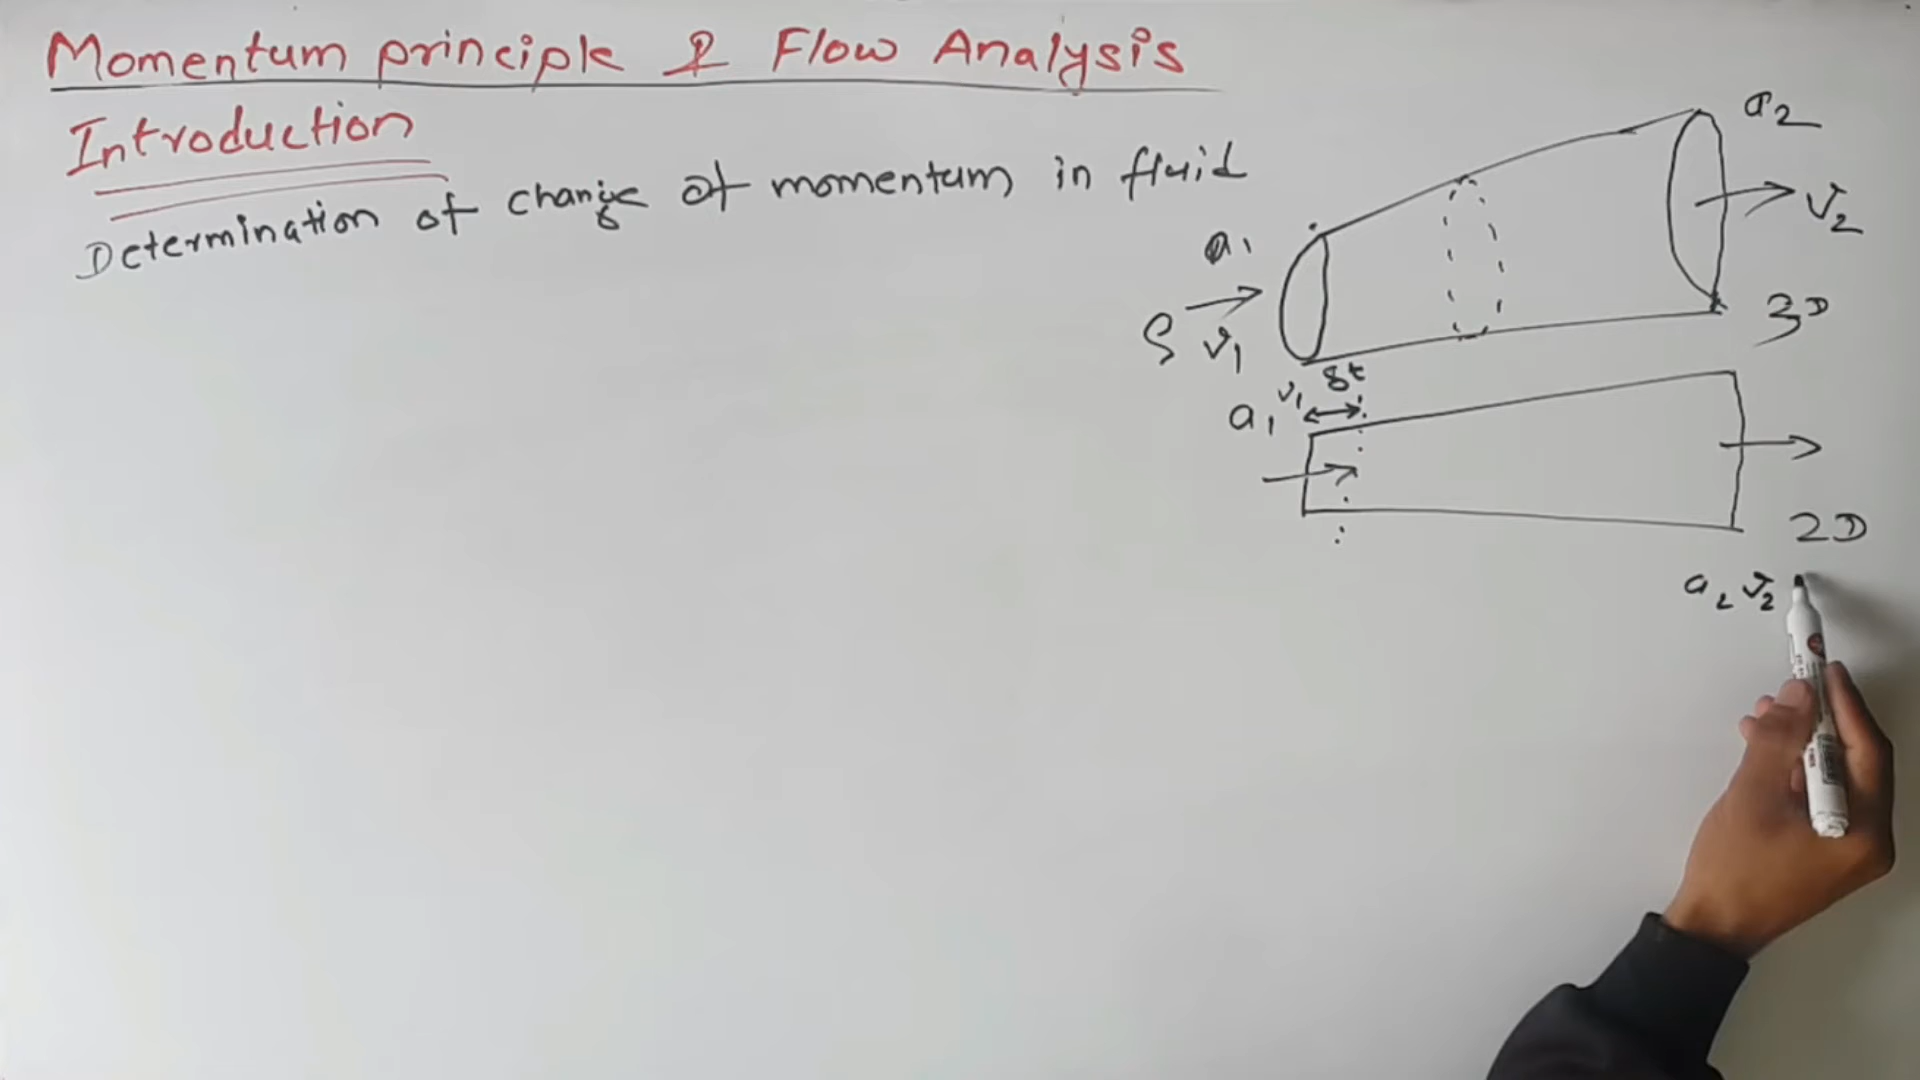 Momentum principle & Flow Analysis
Introduction
Determination of change of momentum in fluid
a2
V2
a1
ρ V1
3D
V1 δt
a1
2D
a2 V2